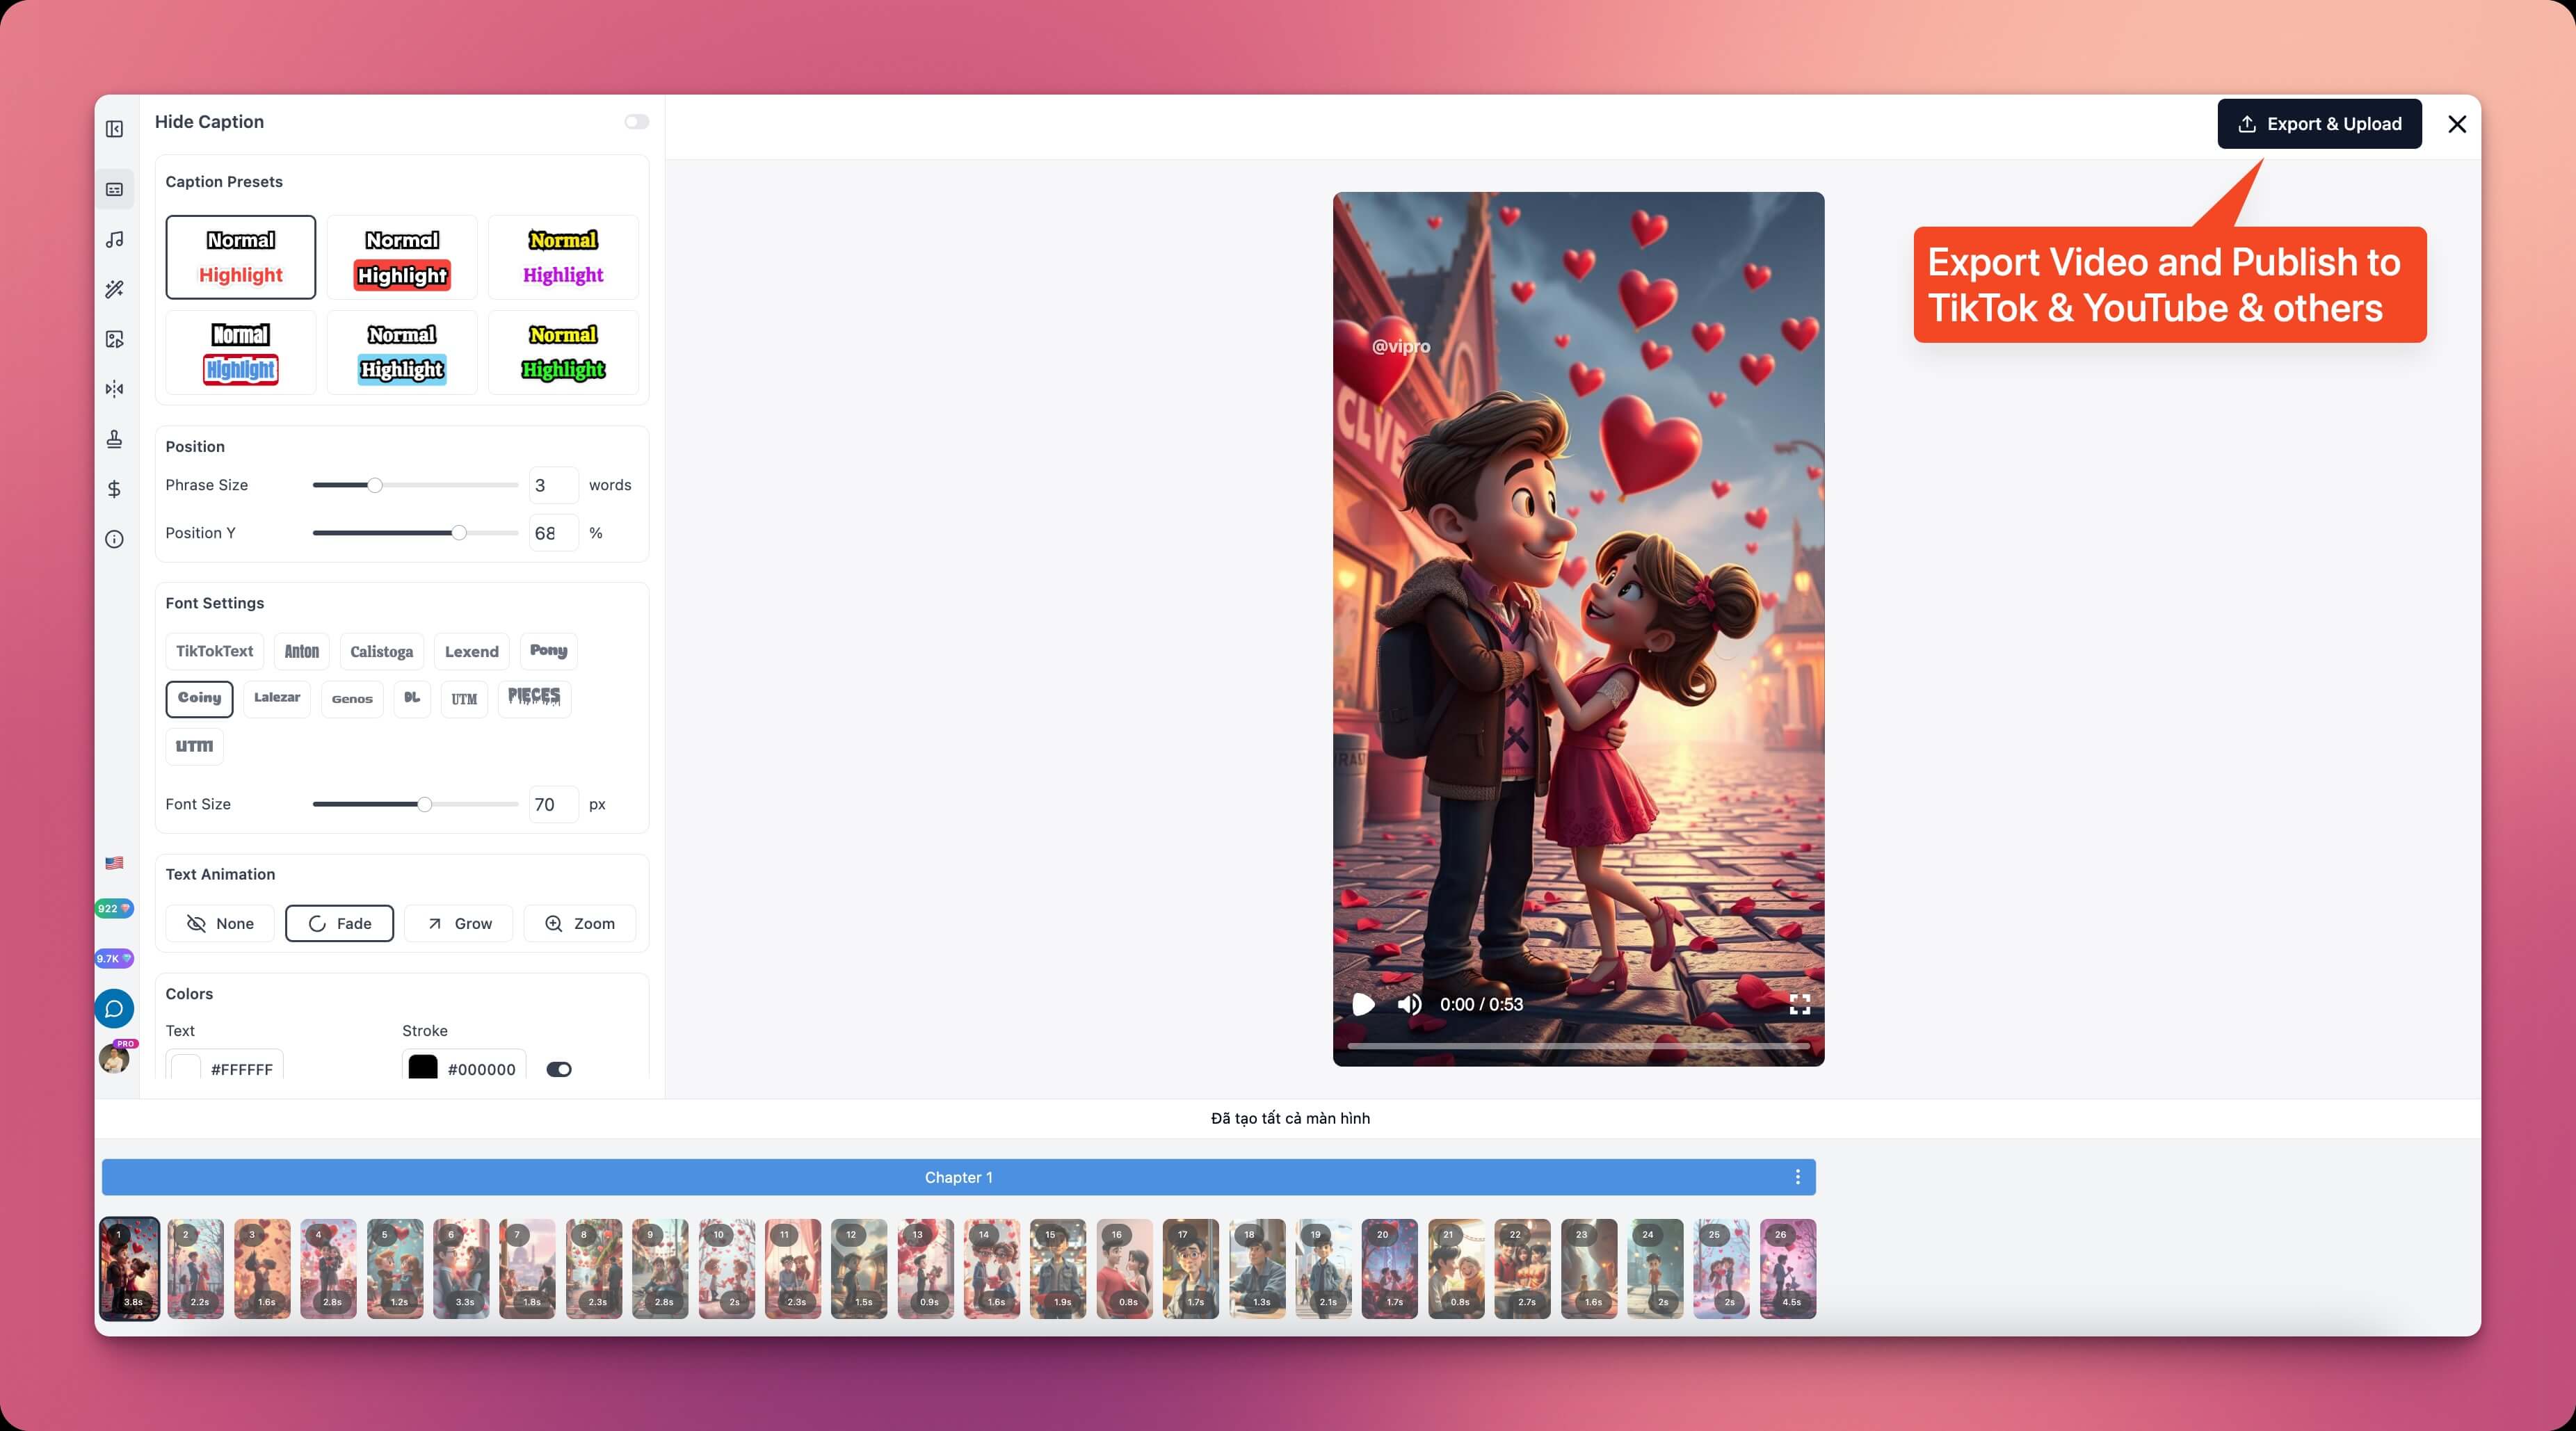 Hide Caption
Export & Upload
Export Video and Publish to
TikTok & YouTube & others
Caption Presets
Normal
Highlight
Normal
Highlight
Normal
Highlight
Normal
Highlight
Normal
Highlight
Normal
Highlight
Position
Phrase Size 3 words
Position Y 68 %
Font Settings
TikTokText Anton Calistoga Lexend Pony
Coiny Lalezar Genos DL UTM PIECES
UTM
Font Size 70 px
Text Animation
None Fade Grow Zoom
Colors
Text Stroke
#FFFFFF #000000
922
9.7K
PRO
@vipro
CLVE
0:00 / 0:53
Đã tạo tất cả màn hình
Chapter 1
1 2 3 4 5 6 7 8 9 10 11 12 13 14 15 16 17 18 19 20 21 22 23 24 25 26
3.8s 2.2s 1.6s 2.8s 1.2s 3.3s 1.8s 2.3s 2.8s 2s 2.3s 1.5s 0.9s 1.6s 1.9s 0.8s 1.7s 1.3s 2.1s 1.7s 0.8s 2.7s 1.6s 2s 2s 4.5s